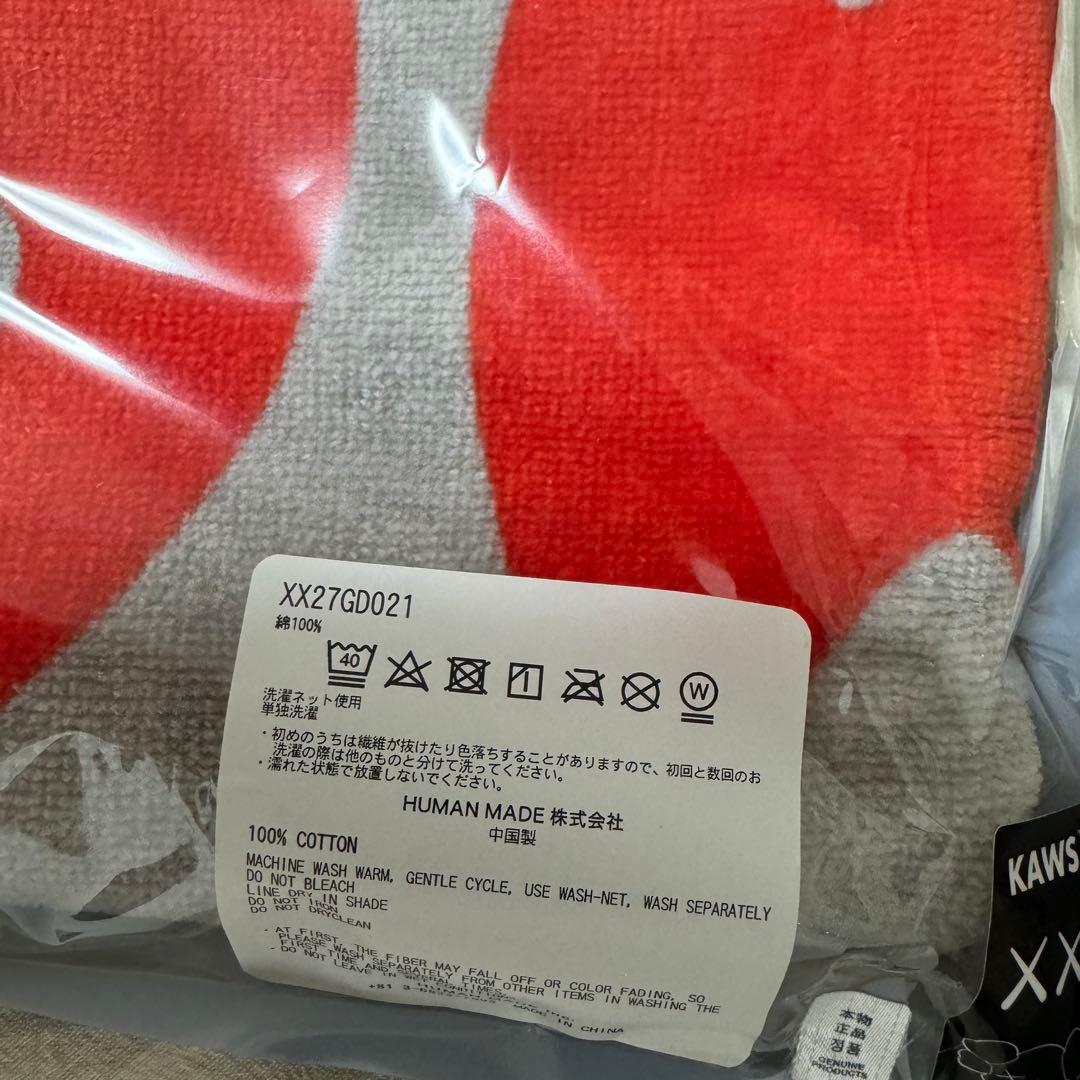 XX27GD021
綿100%
40
W
洗濯ネット使用
単独洗濯
・初めのうちは繊維が抜けたり色落ちすることがありますので、初回と数回のお
洗濯の際は他のものと分けて洗ってください。
・濡れた状態で放置しないでください。
HUMAN MADE 株式会社
中国製
100% COTTON
MACHINE WASH WARM, GENTLE CYCLE, USE WASH-NET, WASH SEPARATELY
DO NOT BLEACH
LINE DRY IN SHADE
DO NOT IRON
DO NOT DRYCLEAN
- AT FIRST, THE FIBER MAY FALL OFF OR COLOR FADING, SO
PLEASE WASH SEPARATELY FROM OTHER ITEMS IN WASHING THE
FIRST TIME AND SEVERAL TIMES.
- DO NOT LEAVE IN
MADE IN CHINA
KAWS
XX
本物
正品
정품
GENUINE
PRODUCTS